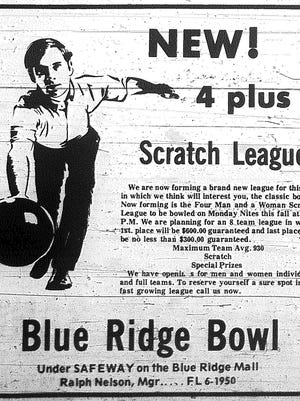 NEW!
4 plus
Scratch League
We are now forming a brand new league for this
in which we think will interest you, the classic bo
Now forming is the Four Man and a Woman Scr
League to be bowled on Monday Nites this fall at
P.M. We are planning for an 8 team league in w
1st. place will be $600.00 guaranteed and last place
be no less than $300.00 guaranteed.
Maximum Team Avg. 930
Scratch
Special Prizes
We have openi s for men and women individ
and full teams. To reserve yourself a sure spot is
fast growing league call us now.
Blue Ridge Bowl
Under SAFEWAY on the Blue Ridge Mall
Ralph Nelson, Mgr..... FL 6-1950